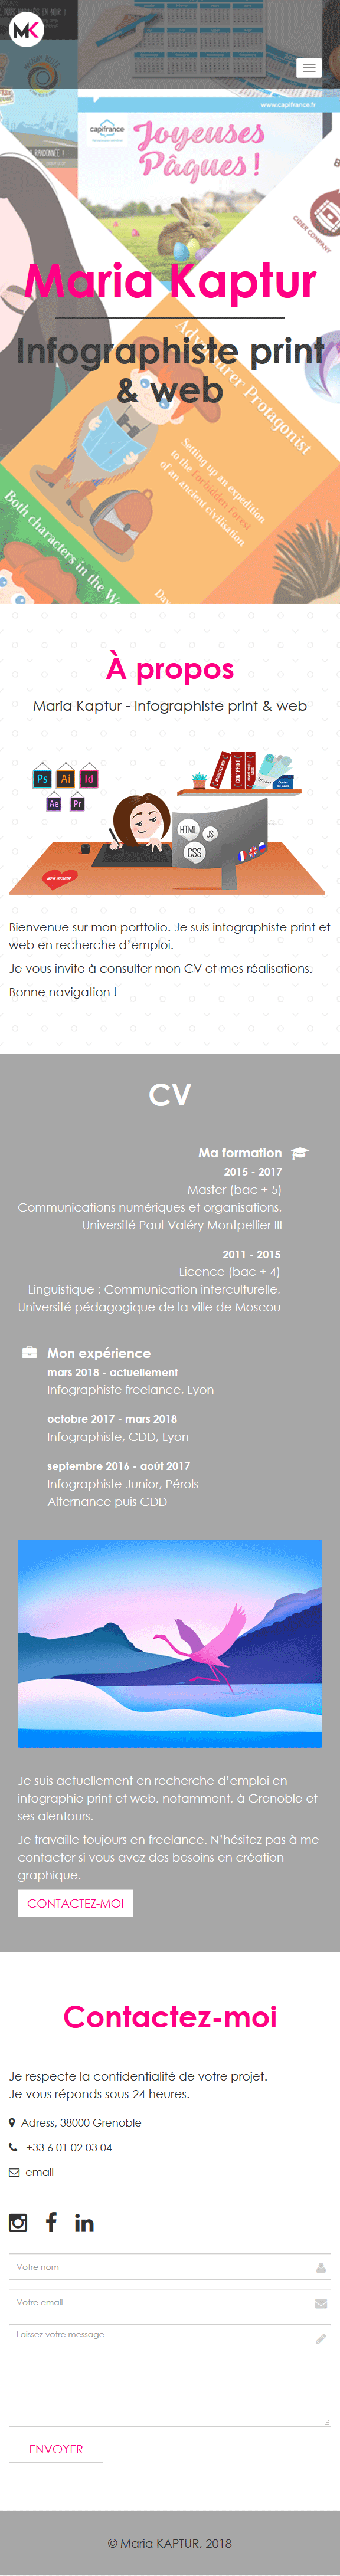 MK
www.capifrance.fr
capifrance
Joyeuses
Pâques !
CIDER COMPANY
Maria Kaptur
Infographiste print
& web
Adventurer Protagonist
Setting up an expedition
to the Forbidden Forest
of an ancient civilisation
Both characters in the
À propos
Maria Kaptur - Infographiste print & web
Ps Ai Id
Ae Pr
HTML
JS
CSS
WEB DESIGN
Bienvenue sur mon portfolio. Je suis infographiste print et
web en recherche d’emploi.
Je vous invite à consulter mon CV et mes réalisations.
Bonne navigation !
CV
Ma formation
2015 - 2017
Master (bac + 5)
Communications numériques et organisations,
Université Paul-Valéry Montpellier III
2011 - 2015
Licence (bac + 4)
Linguistique ; Communication interculturelle,
Université pédagogique de la ville de Moscou
Mon expérience
mars 2018 - actuellement
Infographiste freelance, Lyon
octobre 2017 - mars 2018
Infographiste, CDD, Lyon
septembre 2016 - août 2017
Infographiste Junior, Pérols
Alternance puis CDD
Je suis actuellement en recherche d’emploi en
infographie print et web, notamment, à Grenoble et
ses alentours.
Je travaille toujours en freelance. N’hésitez pas à me
contacter si vous avez des besoins en création
graphique.
CONTACTEZ-MOI
Contactez-moi
Je respecte la confidentialité de votre projet.
Je vous réponds sous 24 heures.
Adress, 38000 Grenoble
+33 6 01 02 03 04
email
Votre nom
Votre email
Laissez votre message
ENVOYER
© Maria KAPTUR, 2018